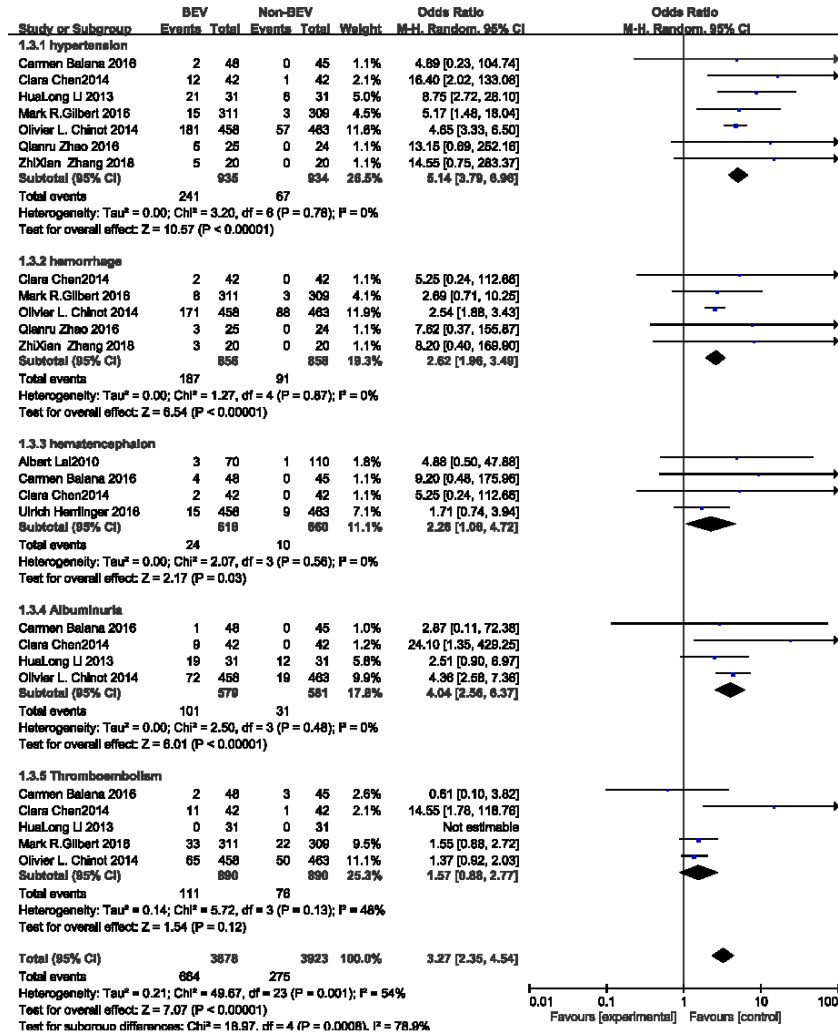 BEV Non-BEV Odds Ratio Odds Ratio
Study or Subgroup Events Total Events Total Weight M-H. Random. 95% CI M-H. Random. 95% CI
1.3.1 hypertension
Carmen Balana 2016 2 48 0 45 1.1% 4.89 [0.23, 104.74]
Clara Chen2014 12 42 1 42 2.1% 16.40 [2.02, 133.08]
HuaLong Li 2013 21 31 6 31 5.0% 8.75 [2.72, 28.10]
Mark R.Gilbert 2016 15 311 3 309 4.5% 5.17 [1.48, 18.04]
Olivier L. Chinot 2014 181 458 57 463 11.6% 4.65 [3.33, 6.50]
Qianru Zhao 2016 5 25 0 24 1.1% 13.15 [0.69, 252.16]
ZhiXian Zhang 2018 5 20 0 20 1.1% 14.55 [0.75, 283.37]
Subtotal (95% CI) 935 934 26.5% 5.14 [3.79, 6.96]
Total events 241 67
Heterogeneity: Tau² = 0.00; Chi² = 3.20, df = 6 (P = 0.78); I² = 0%
Test for overall effect: Z = 10.57 (P < 0.00001)
1.3.2 hemorrhage
Clara Chen2014 2 42 0 42 1.1% 5.25 [0.24, 112.66]
Mark R.Gilbert 2016 8 311 3 309 4.1% 2.69 [0.71, 10.25]
Olivier L. Chinot 2014 171 458 88 463 11.9% 2.54 [1.88, 3.43]
Qianru Zhao 2016 3 25 0 24 1.1% 7.62 [0.37, 155.87]
ZhiXian Zhang 2018 3 20 0 20 1.1% 8.20 [0.40, 169.90]
Subtotal (95% CI) 856 858 19.3% 2.62 [1.96, 3.49]
Total events 187 91
Heterogeneity: Tau² = 0.00; Chi² = 1.27, df = 4 (P = 0.87); I² = 0%
Test for overall effect: Z = 6.54 (P < 0.00001)
1.3.3 hematencephalon
Albert Lai2010 3 70 1 110 1.8% 4.88 [0.50, 47.88]
Carmen Balana 2016 4 48 0 45 1.2% 9.20 [0.48, 175.96]
Clara Chen2014 2 42 0 42 1.1% 5.25 [0.24, 112.66]
Ulrich Herrlinger 2016 15 458 9 463 7.1% 1.71 [0.74, 3.94]
Subtotal (95% CI) 618 660 11.1% 2.26 [1.08, 4.72]
Total events 24 10
Heterogeneity: Tau² = 0.00; Chi² = 2.07, df = 3 (P = 0.56); I² = 0%
Test for overall effect: Z = 2.17 (P = 0.03)
1.3.4 Albuminuria
Carmen Balana 2016 1 48 0 45 1.0% 2.87 [0.11, 72.38]
Clara Chen2014 9 42 0 42 1.2% 24.10 [1.35, 429.25]
HuaLong Li 2013 19 31 12 31 5.8% 2.51 [0.90, 6.97]
Olivier L. Chinot 2014 72 458 19 463 9.9% 4.36 [2.58, 7.36]
Subtotal (95% CI) 579 581 17.8% 4.04 [2.56, 6.37]
Total events 101 31
Heterogeneity: Tau² = 0.00; Chi² = 2.50, df = 3 (P = 0.48); I² = 0%
Test for overall effect: Z = 6.01 (P < 0.00001)
1.3.5 Thromboembolism
Carmen Balana 2016 2 48 3 45 2.6% 0.61 [0.10, 3.82]
Clara Chen2014 11 42 1 42 2.1% 14.55 [1.78, 118.76]
HuaLong Li 2013 0 31 0 31 Not estimable
Mark R.Gilbert 2016 33 311 22 309 9.5% 1.55 [0.88, 2.72]
Olivier L. Chinot 2014 65 458 50 463 11.1% 1.37 [0.92, 2.03]
Subtotal (95% CI) 890 890 25.3% 1.57 [0.88, 2.77]
Total events 111 76
Heterogeneity: Tau² = 0.14; Chi² = 5.72, df = 3 (P = 0.13); I² = 48%
Test for overall effect: Z = 1.54 (P = 0.12)
Total (95% CI) 3878 3923 100.0% 3.27 [2.35, 4.54]
Total events 664 275
Heterogeneity: Tau² = 0.21; Chi² = 49.67, df = 23 (P = 0.001); I² = 54%
Test for overall effect: Z = 7.07 (P < 0.00001)
Test for subgroup differences: Chi² = 18.97, df = 4 (P = 0.0008), I² = 78.9%
0.01 0.1 1 10 100
Favours [experimental] Favours [control]